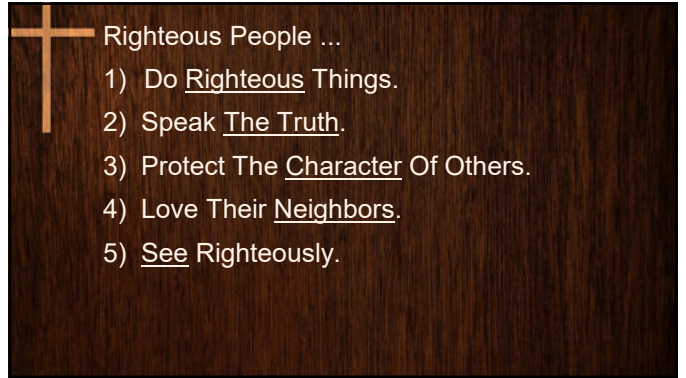 Righteous People ...
1) Do Righteous Things.
2) Speak The Truth.
3) Protect The Character Of Others.
4) Love Their Neighbors.
5) See Righteously.